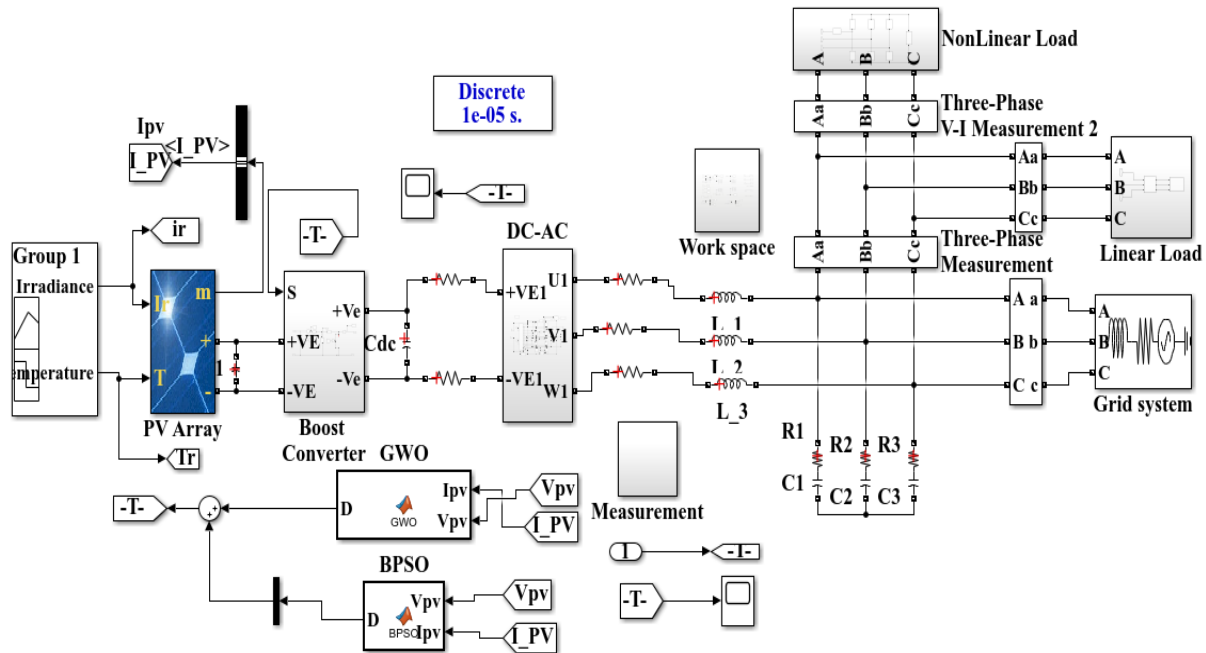 NonLinear Load
A
B
C
Discrete
1e-05 s.
Three-Phase
V-I Measurement 2
Aa
Bb
Cc
Ipv
<I_PV>
I_PV
-T-
ir
-T-
DC-AC
Work space
Aa
Bb
Cc
A
B
C
Linear Load
Aa
Bb
Cc
Three-Phase
Measurement
Group 1
Irradiance
emperature
Ir
m
T
+
-
PV Array
1
S
+Ve
+VE
-Ve
-VE
Boost
Converter
Cdc
+VE1
-VE1
U1
V1
W1
L_1
L_2
L_3
A a
B b
C c
A
B
C
Grid system
Tr
R1
R2
R3
C1
C2
C3
GWO
Ipv
Vpv
D
GWO
Vpv
I_PV
-T-
+
+
Measurement
BPSO
Vpv
Ipv
D
BPSO
Vpv
I_PV
1
-T-
-T-